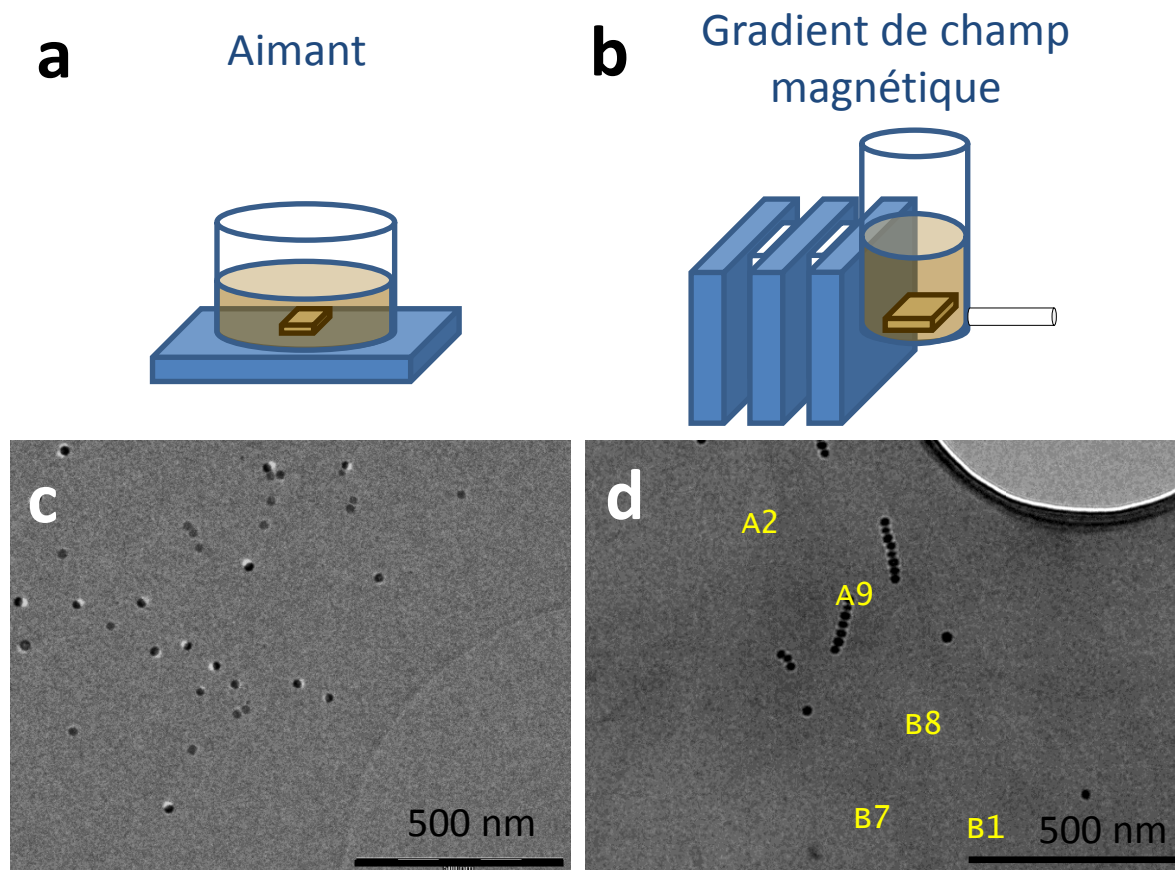 a
Aimant
b
Gradient de champ
magnétique
c
500 nm
d
A2
A9
B8
B7
B1
500 nm